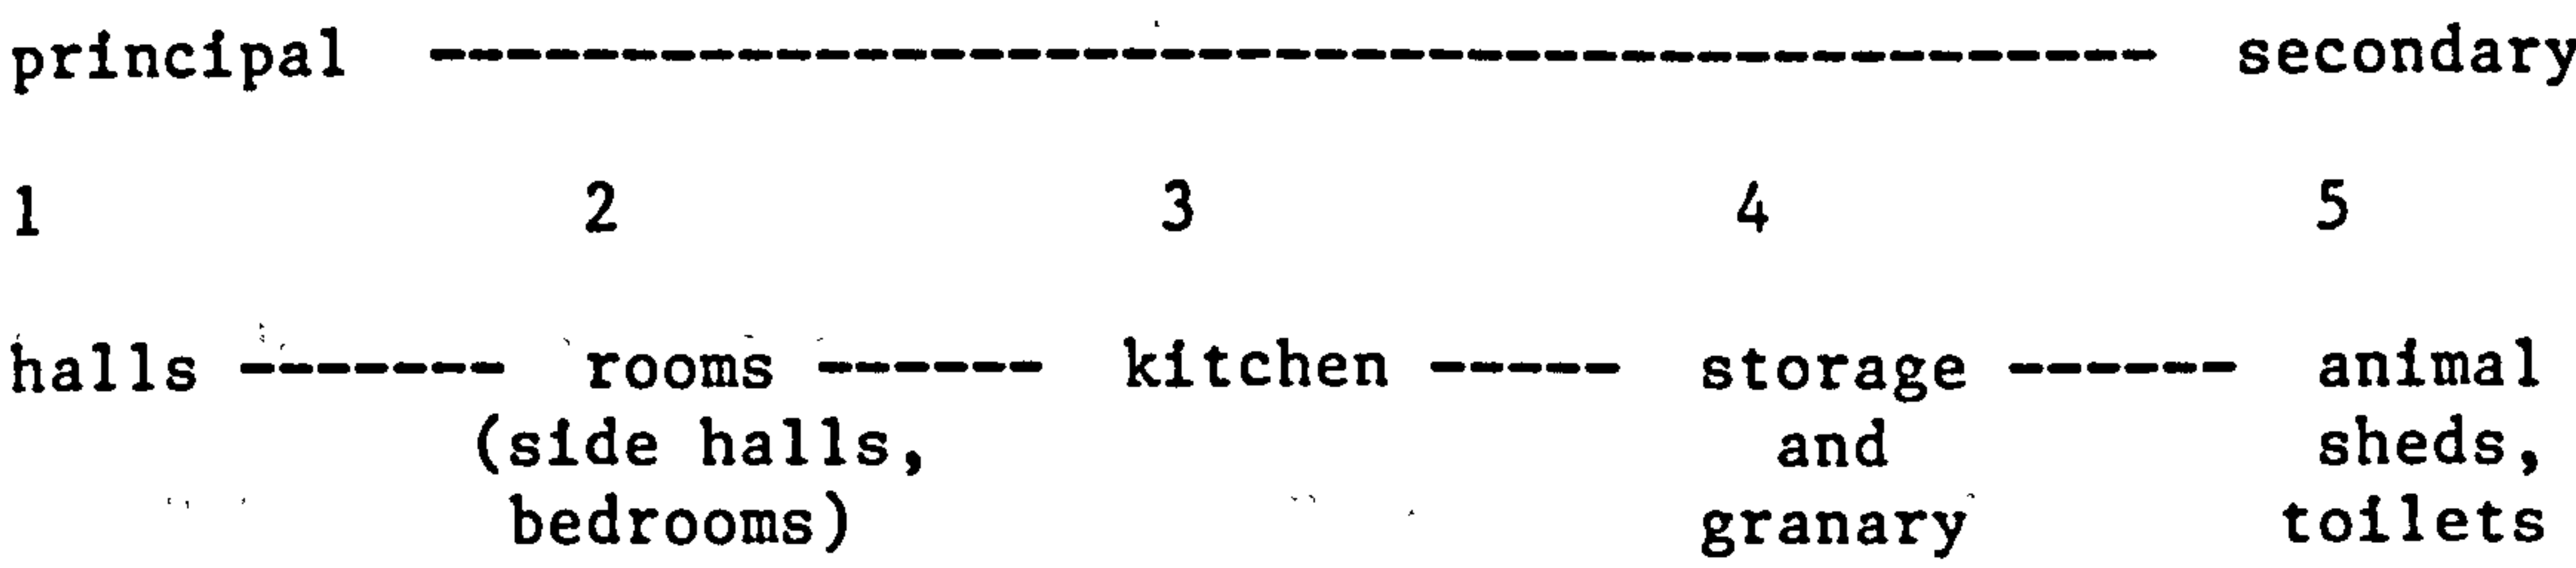 principal ---------------------------------- secondary
1 2 3 4 5
halls ------- rooms ------ kitchen ----- storage ------ animal
(side halls, and sheds,
bedrooms) granary toilets